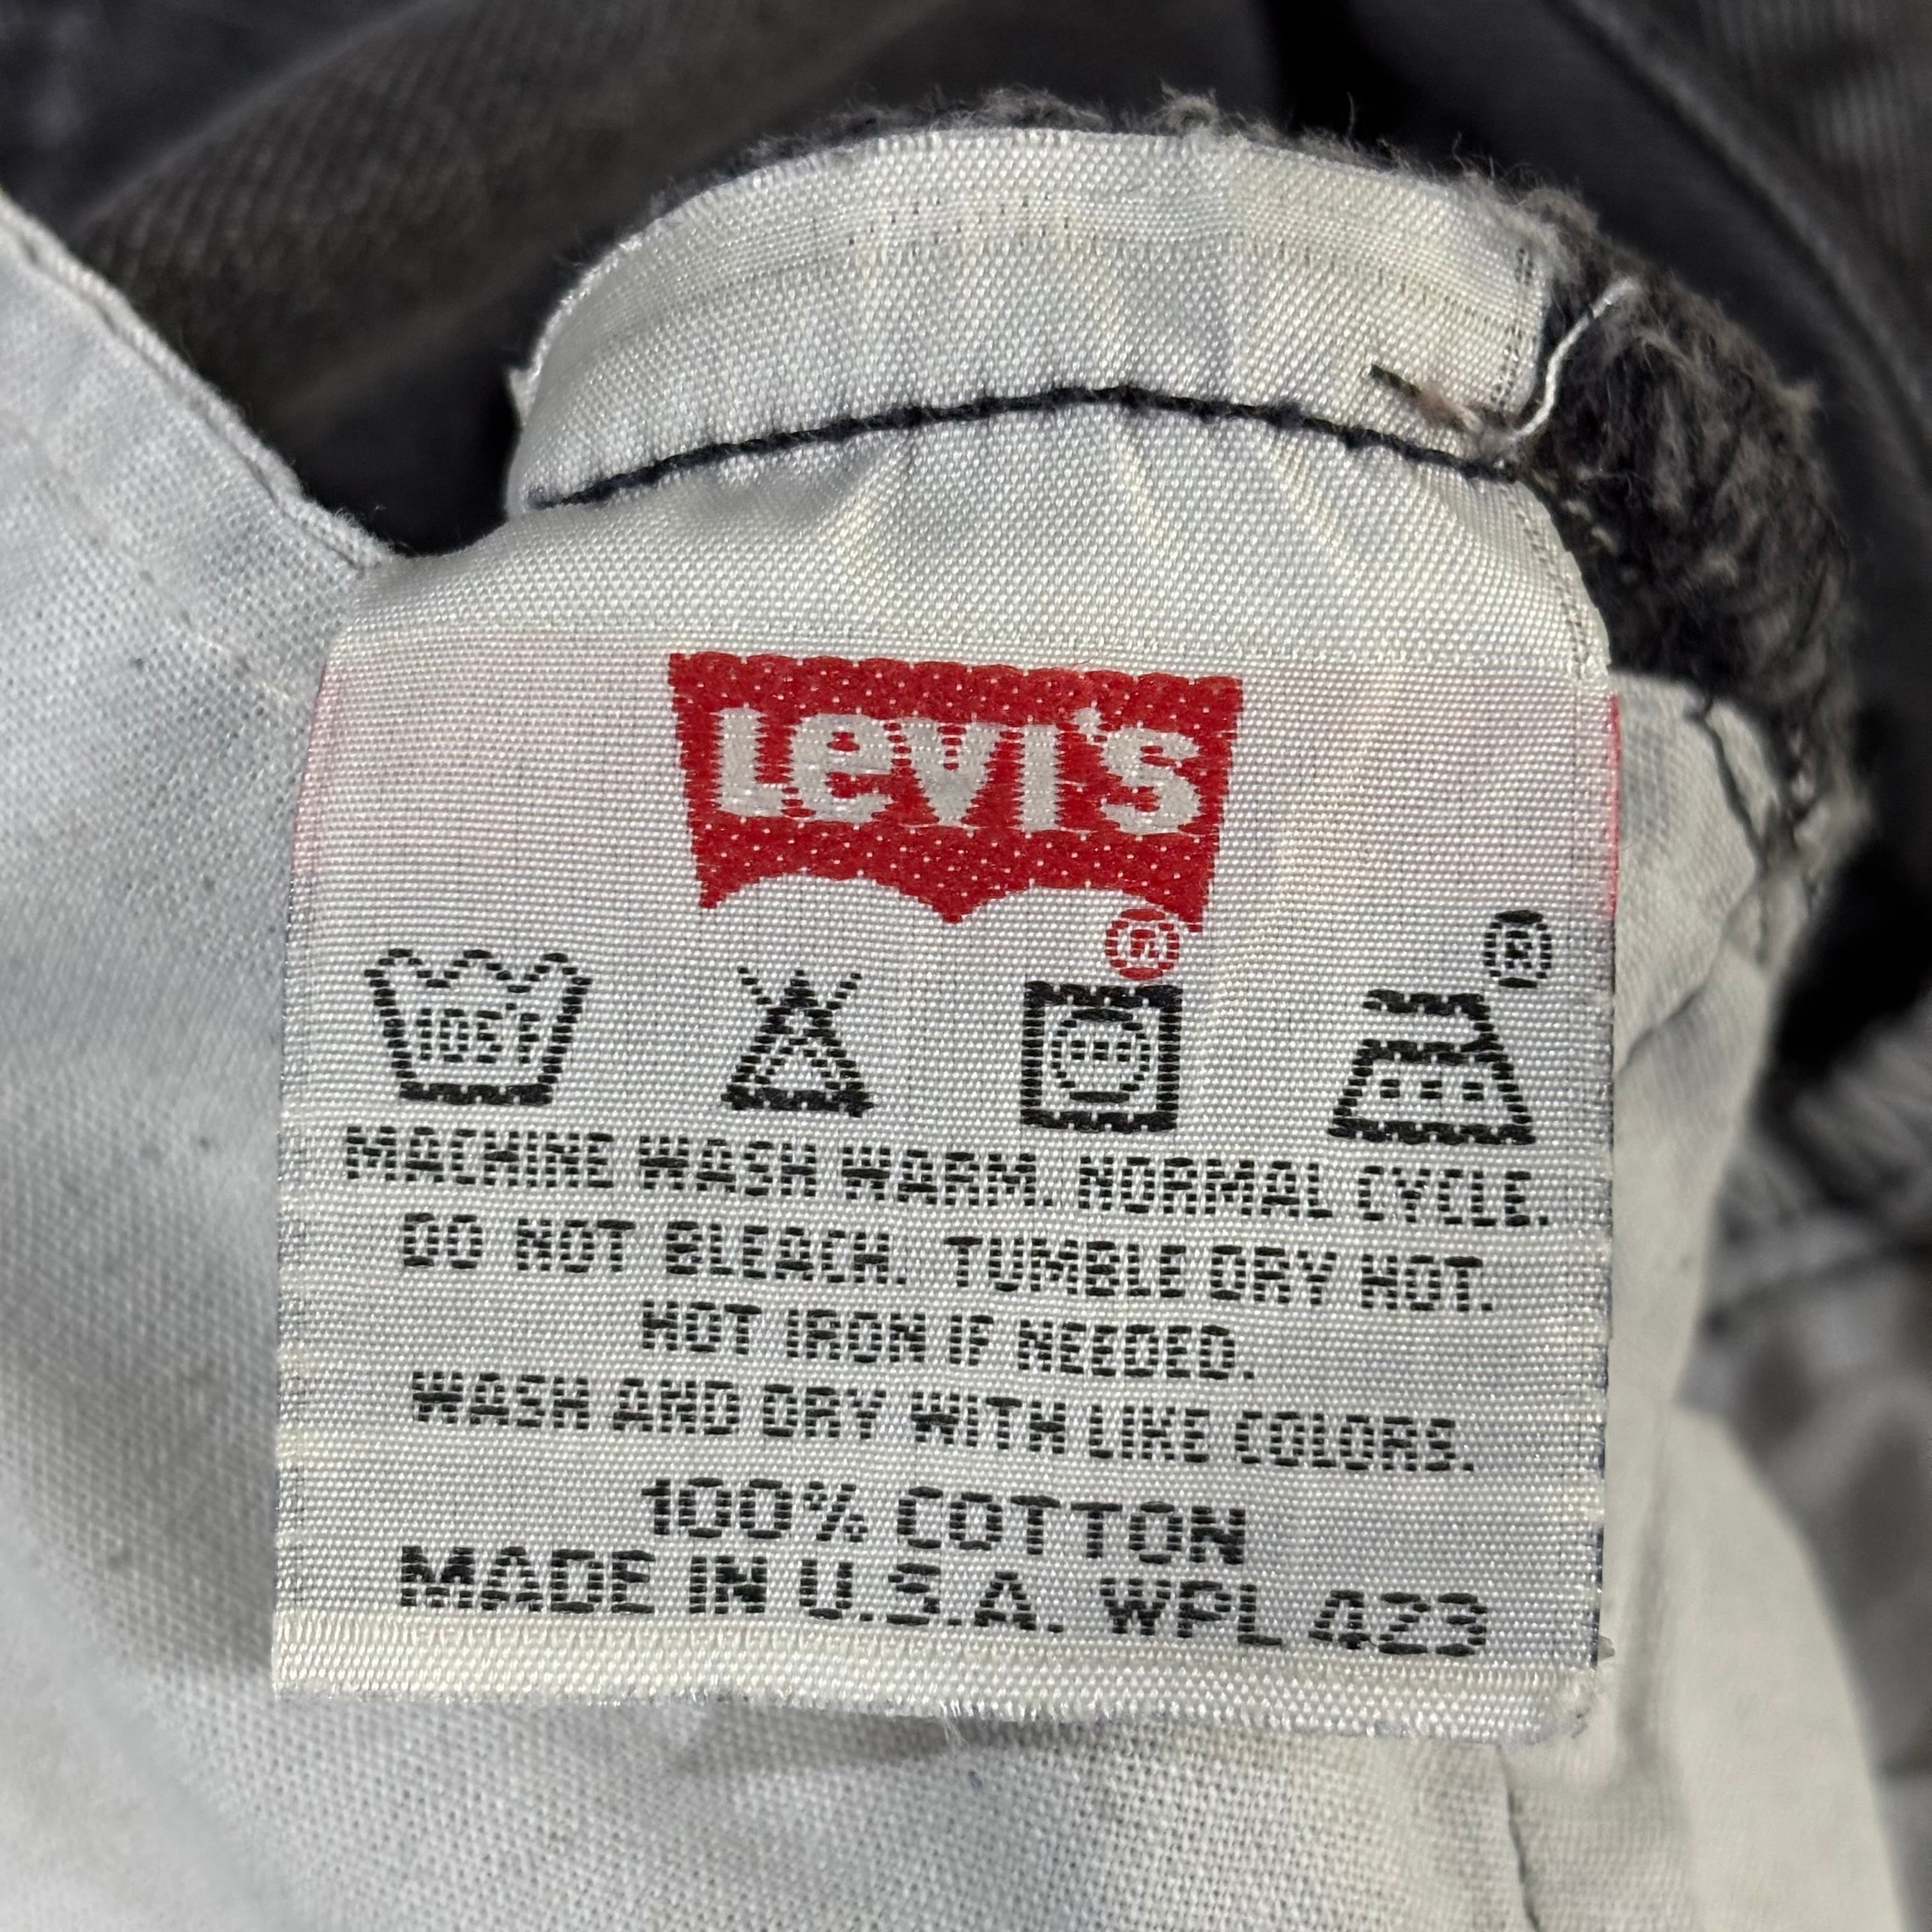 Levi's
®
®
105F
MACHINE WASH WARM. NORMAL CYCLE.
DO NOT BLEACH. TUMBLE DRY HOT.
HOT IRON IF NEEDED.
WASH AND DRY WITH LIKE COLORS.
100% COTTON
MADE IN U.S.A. WPL 423